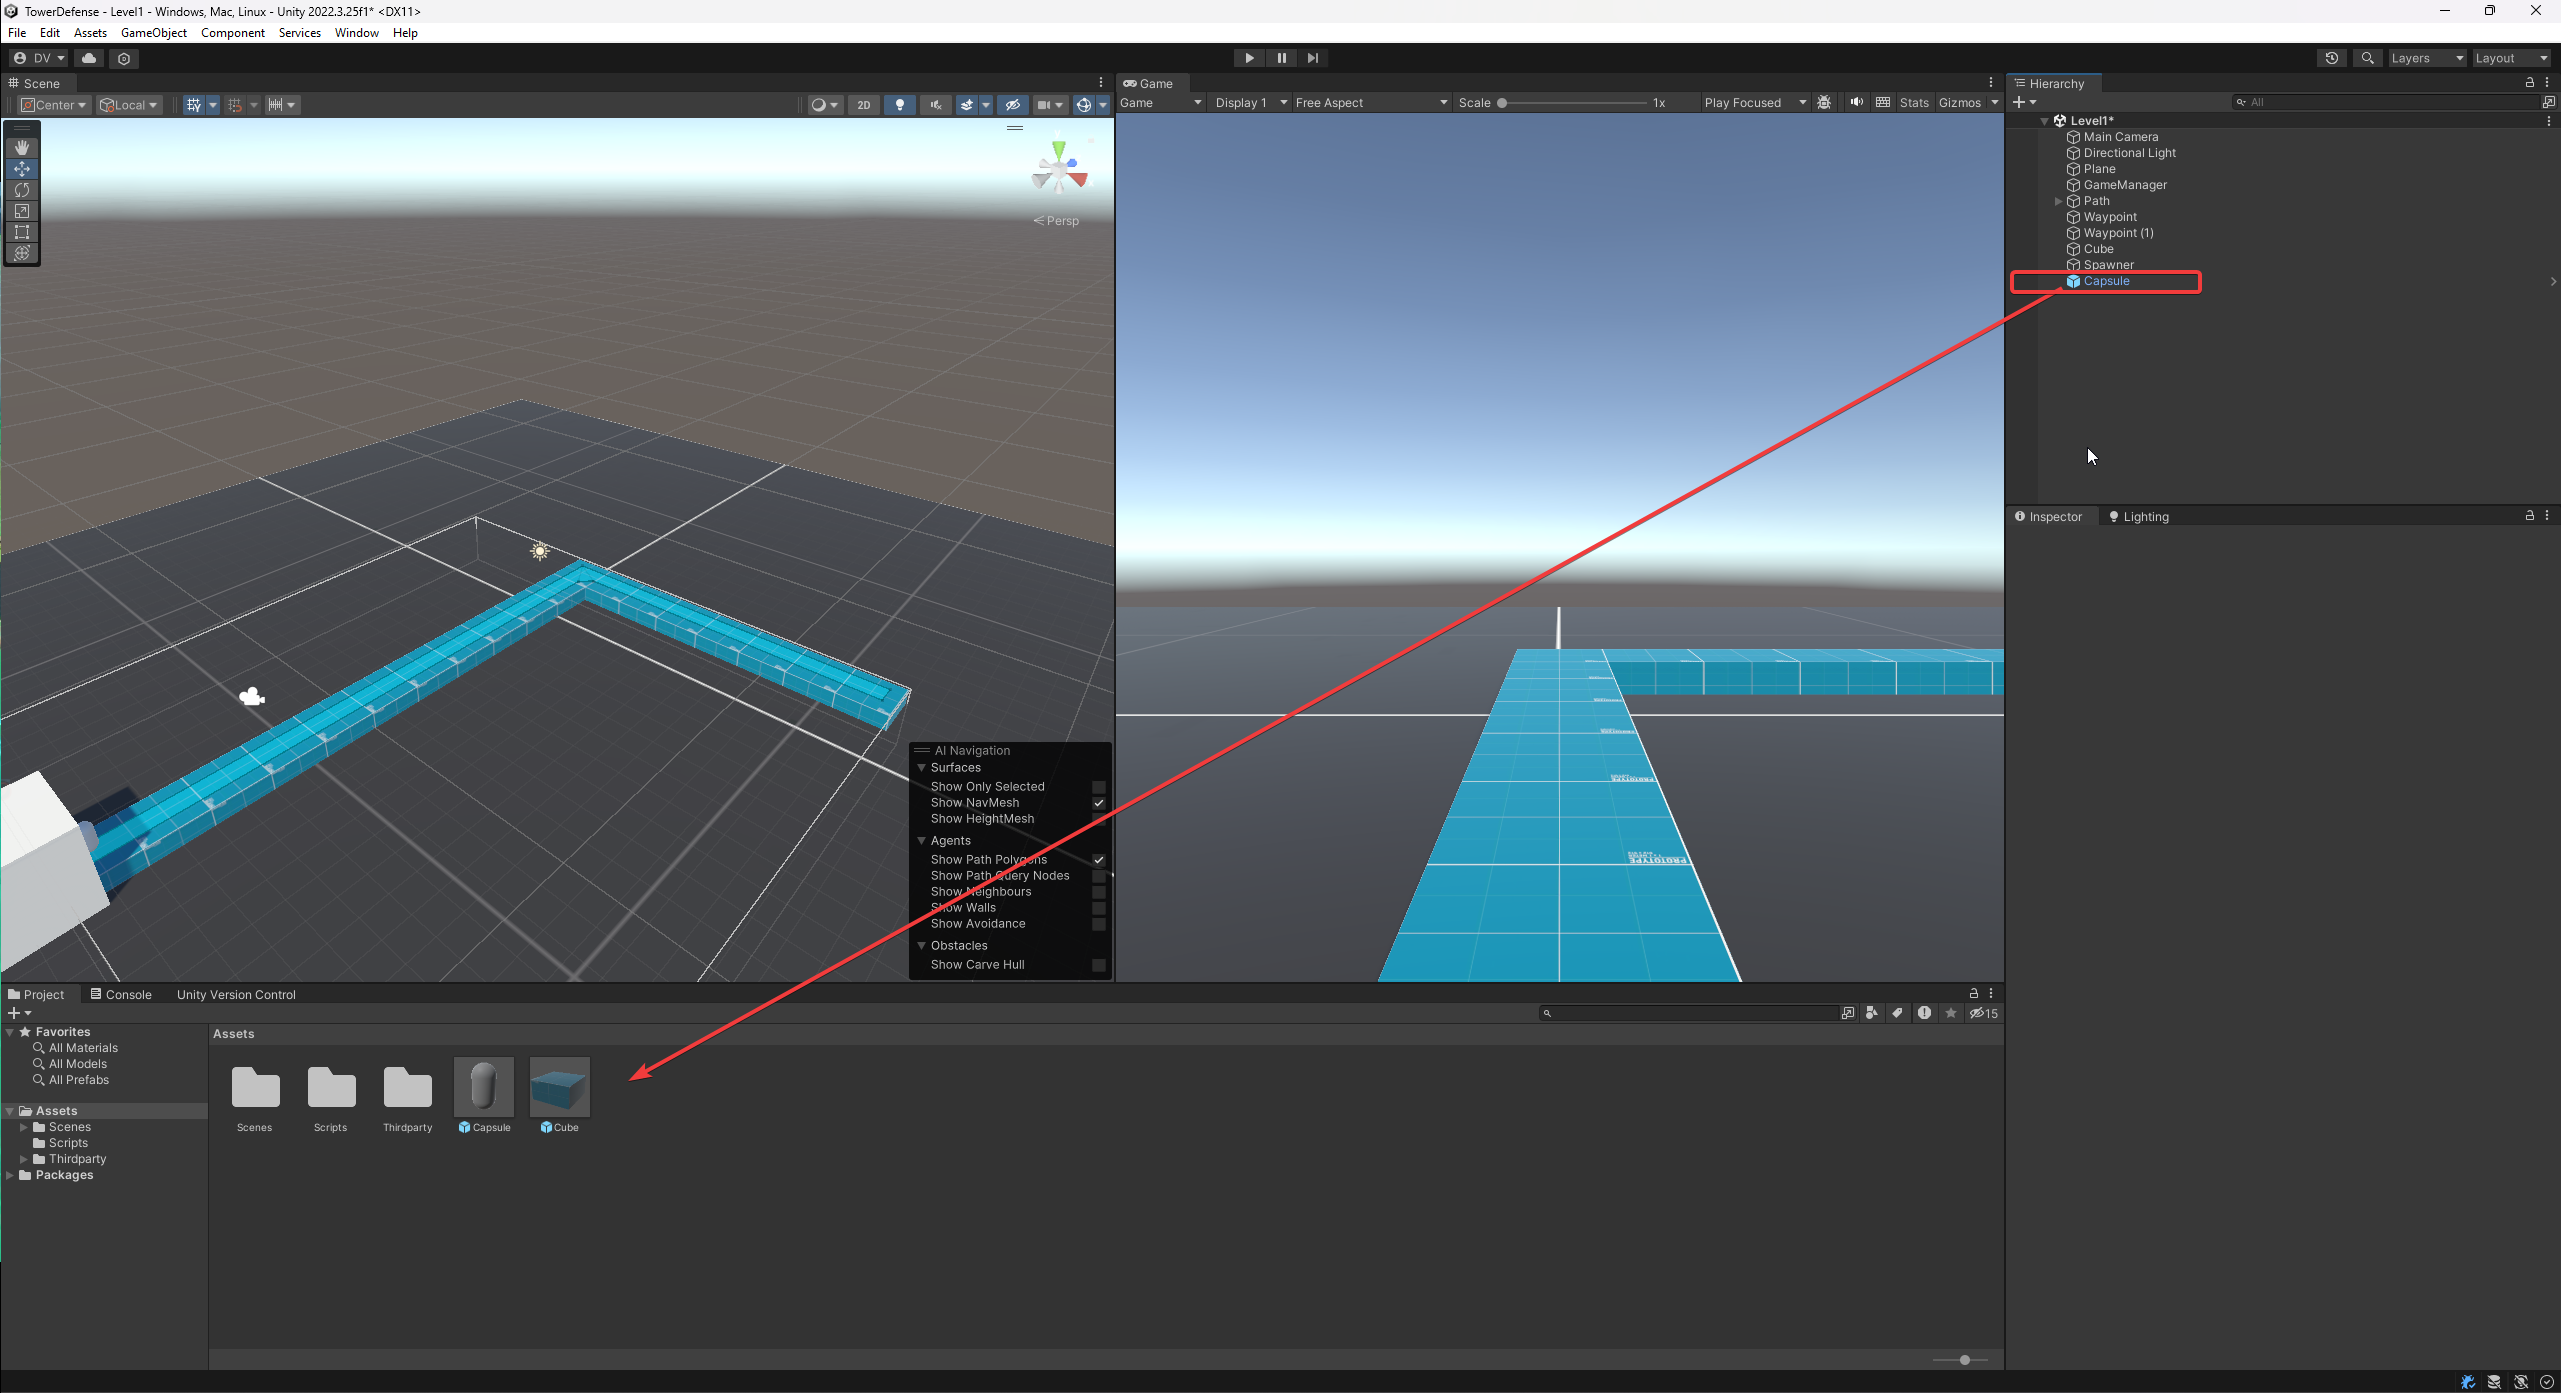 TowerDefense - Level1 - Windows, Mac, Linux - Unity 2022.3.25f1* <DX11>
File Edit Assets GameObject Component Services Window Help
DV
Layers Layout
Scene
Center Local
2D
Persp
AI Navigation
Surfaces
Show Only Selected
Show NavMesh
Show HeightMesh
Agents
Show Path Polygons
Show Path Query Nodes
Show Neighbours
Show Walls
Show Avoidance
Obstacles
Show Carve Hull
Game
Game Display 1 Free Aspect Scale 1x Play Focused Stats Gizmos
PROTOTYPE
PROTOTYPE
Hierarchy
All
Level1*
Main Camera
Directional Light
Plane
GameManager
Path
Waypoint
Waypoint (1)
Cube
Spawner
Capsule
Inspector Lighting
Project Console Unity Version Control
15
Favorites
All Materials
All Models
All Prefabs
Assets
Scenes
Scripts
Thirdparty
Packages
Assets
Scenes Scripts Thirdparty Capsule Cube